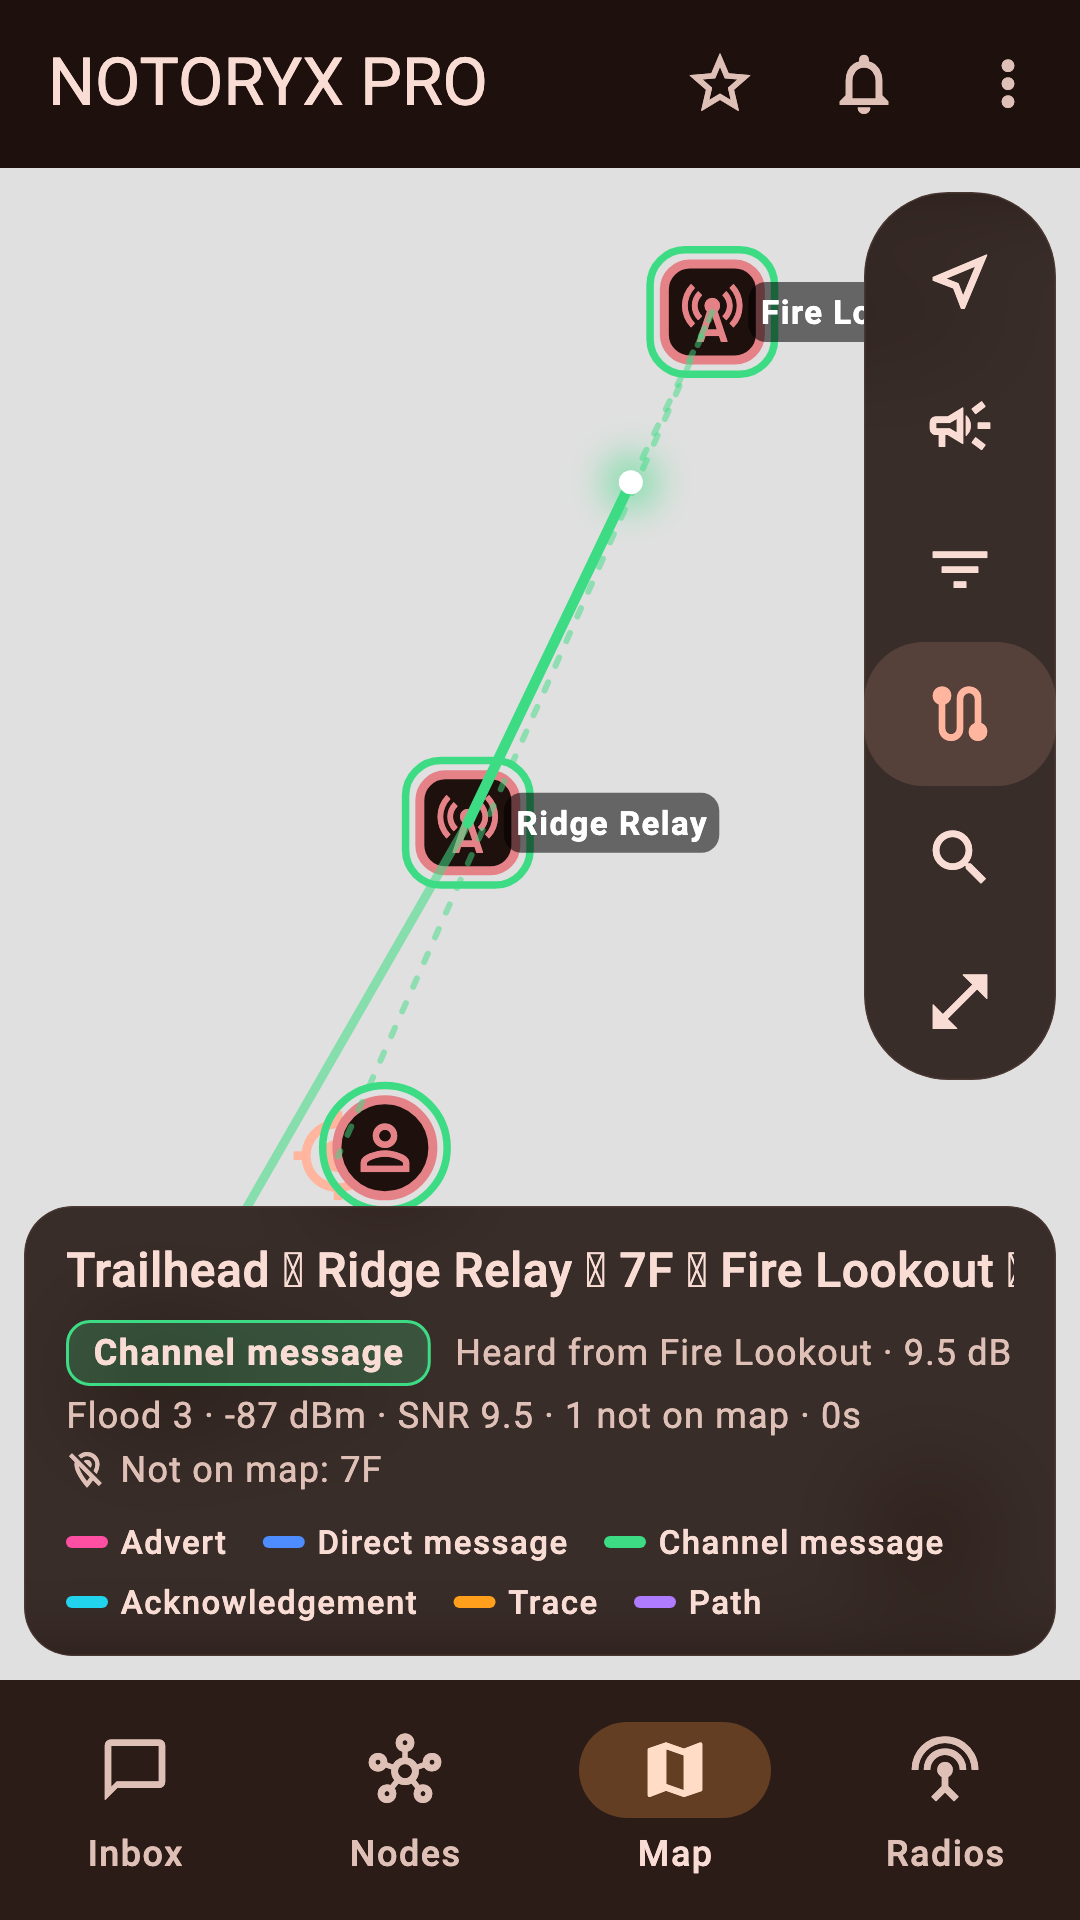 NOTORYX PRO
Fire Lo
Ridge Relay
Trailhead Ridge Relay 7F Fire Lookout
Channel message Heard from Fire Lookout · 9.5 dB
Flood 3 · -87 dBm · SNR 9.5 · 1 not on map · 0s
Not on map: 7F
Advert Direct message Channel message
Acknowledgement Trace Path
Inbox Nodes Map Radios